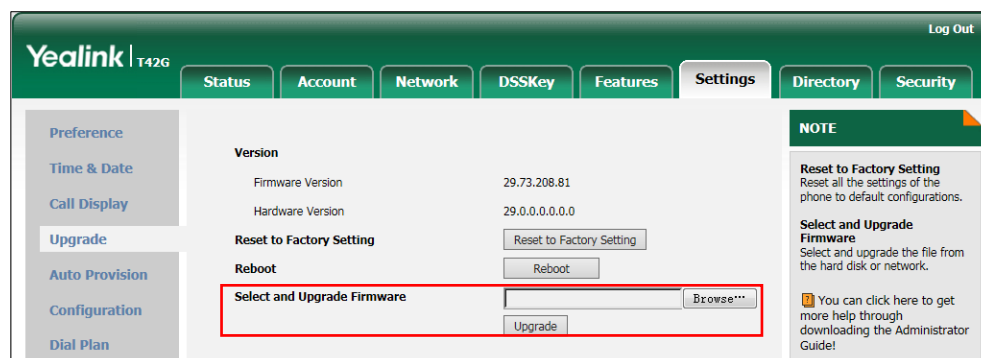 Log Out
Yealink | T42G
Status Account Network DSSKey Features Settings Directory Security
Preference
Time & Date
Call Display
Upgrade
Auto Provision
Configuration
Dial Plan
Version
Firmware Version 29.73.208.81
Hardware Version 29.0.0.0.0.0.0
Reset to Factory Setting Reset to Factory Setting
Reboot Reboot
Select and Upgrade Firmware Browse...
Upgrade
NOTE
Reset to Factory Setting
Reset all the settings of the
phone to default configurations.
Select and Upgrade
Firmware
Select and upgrade the file from
the hard disk or network.
You can click here to get
more help through
downloading the Administrator
Guide!